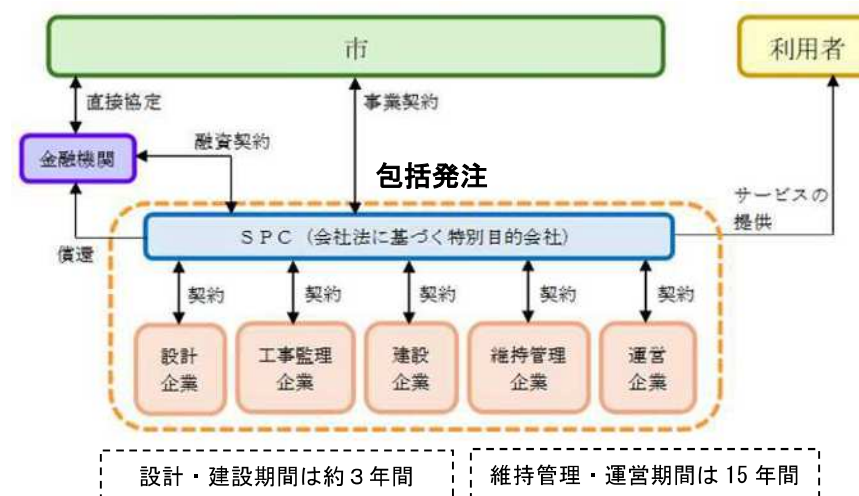 市
利用者
直接協定
事業契約
金融機関
融資契約
包括発注
サービスの
提供
SPC（会社法に基づく特別目的会社）
償還
契約
契約
契約
契約
契約
設計
企業
工事監理
企業
建設
企業
維持管理
企業
運営
企業
設計・建設期間は約３年間
維持管理・運営期間は 15 年間